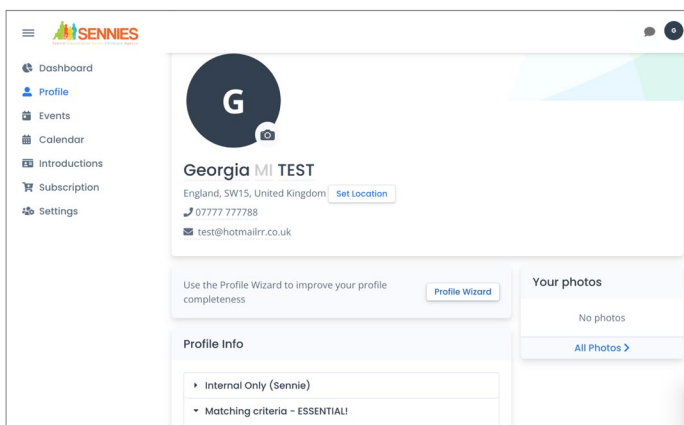 SENNIES
G
Dashboard
Profile
Events
Calendar
Introductions
Subscription
Settings
G
Georgia MI TEST
England, SW15, United Kingdom Set Location
07777 777788
test@hotmailrr.co.uk
Use the Profile Wizard to improve your profile
completeness
Profile Wizard
Your photos
No photos
All Photos
Profile Info
Internal Only (Sennie)
Matching criteria - ESSENTIAL!